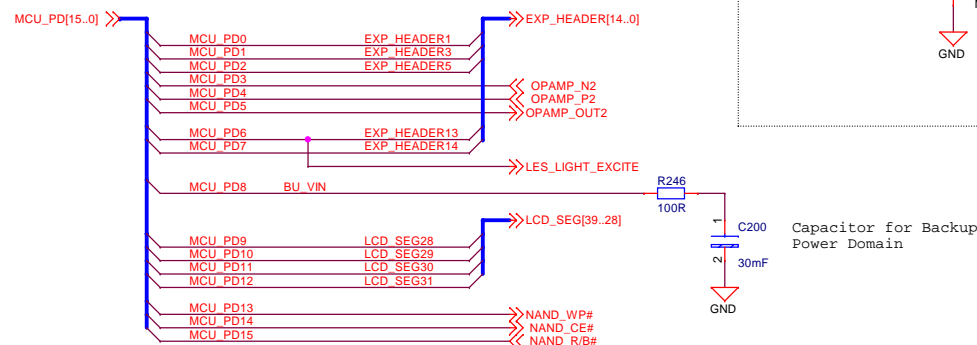 MCU_PD[15..0] EXP_HEADER[14..0]
MCU_PD0 EXP_HEADER1
MCU_PD1 EXP_HEADER3
MCU_PD2 EXP_HEADER5
MCU_PD3 OPAMP_N2
MCU_PD4 OPAMP_P2
MCU_PD5 OPAMP_OUT2
MCU_PD6 EXP_HEADER13
MCU_PD7 EXP_HEADER14
LES_LIGHT_EXCITE
MCU_PD8 BU_VIN
R246
100R
LCD_SEG[39..28]
MCU_PD9 LCD_SEG28
MCU_PD10 LCD_SEG29
MCU_PD11 LCD_SEG30
MCU_PD12 LCD_SEG31
MCU_PD13 NAND_WP#
MCU_PD14 NAND_CE#
MCU_PD15 NAND_R/B#
1
C200
2
30mF
GND
Capacitor for Backup
Power Domain
GND